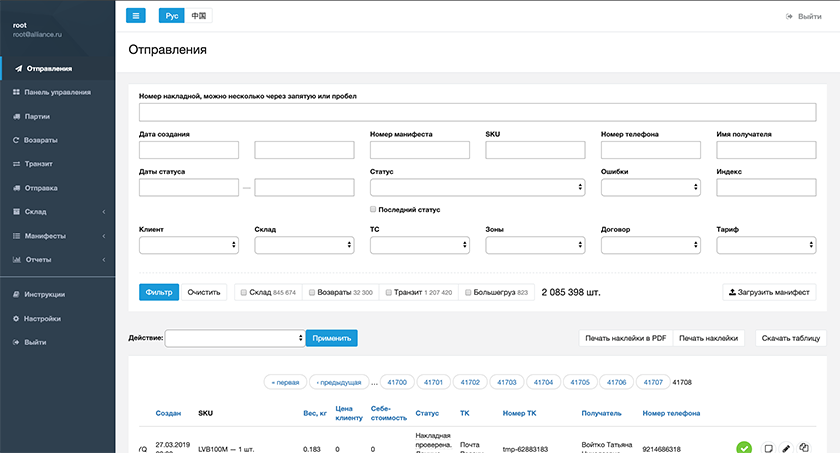 root
root@alliance.ru
Отправления
Панель управления
Партии
Возвраты
Транзит
Отправка
Склад
Манифесты
Отчеты
Инструкции
Настройки
Выйти
Рус 中国
Выйти
Отправления
Номер накладной, можно несколько через запятую или пробел
Дата создания Номер манифеста SKU Номер телефона Имя получателя
Даты статуса Статус Ошибки Индекс
—
Последний статус
Клиент Склад ТС Зоны Договор Тариф
Фильтр Очистить Склад 845 674 Возвраты 32 300 Транзит 1 207 420 Большегруз 823 2 085 398 шт. Загрузить манифест
Действие: Применить Печать наклейки в PDF Печать наклейки Скачать таблицу
« первая ‹ предыдущая ... 41700 41701 41702 41703 41704 41705 41706 41707 41708
Создан SKU Вес, кг Цена клиенту Себе-стоимость Статус ТК Номер ТК Получатель Номер телефона
27.03.2019 LVB100M — 1 шт. 0.183 0 0 Накладная проверена. Почта tmp-62883183 Войтко Татьяна 9214686318